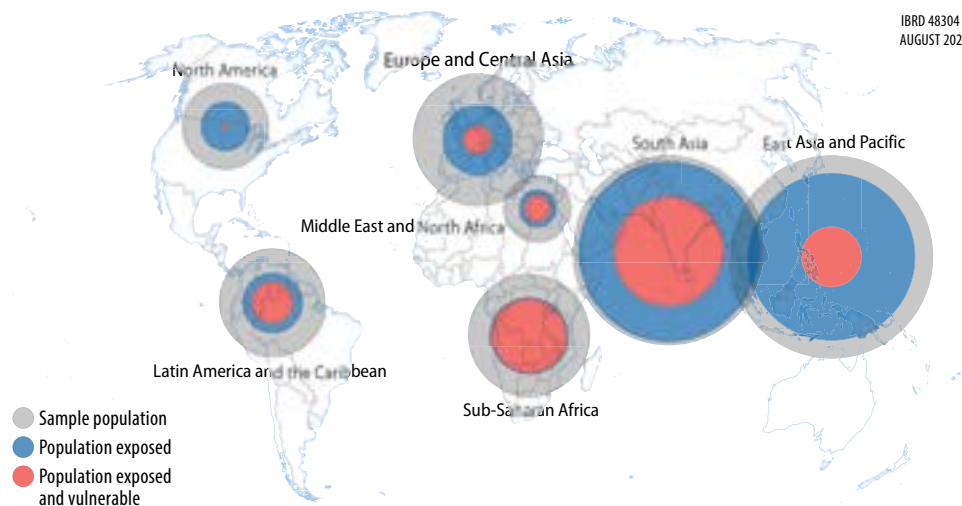 IBRD 48304
AUGUST 202
North America
Europe and Central Asia
South Asia
East Asia and Pacific
Middle East and North Africa
Latin America and the Caribbean
Sub-Saharan Africa
Sample population
Population exposed
Population exposed
and vulnerable